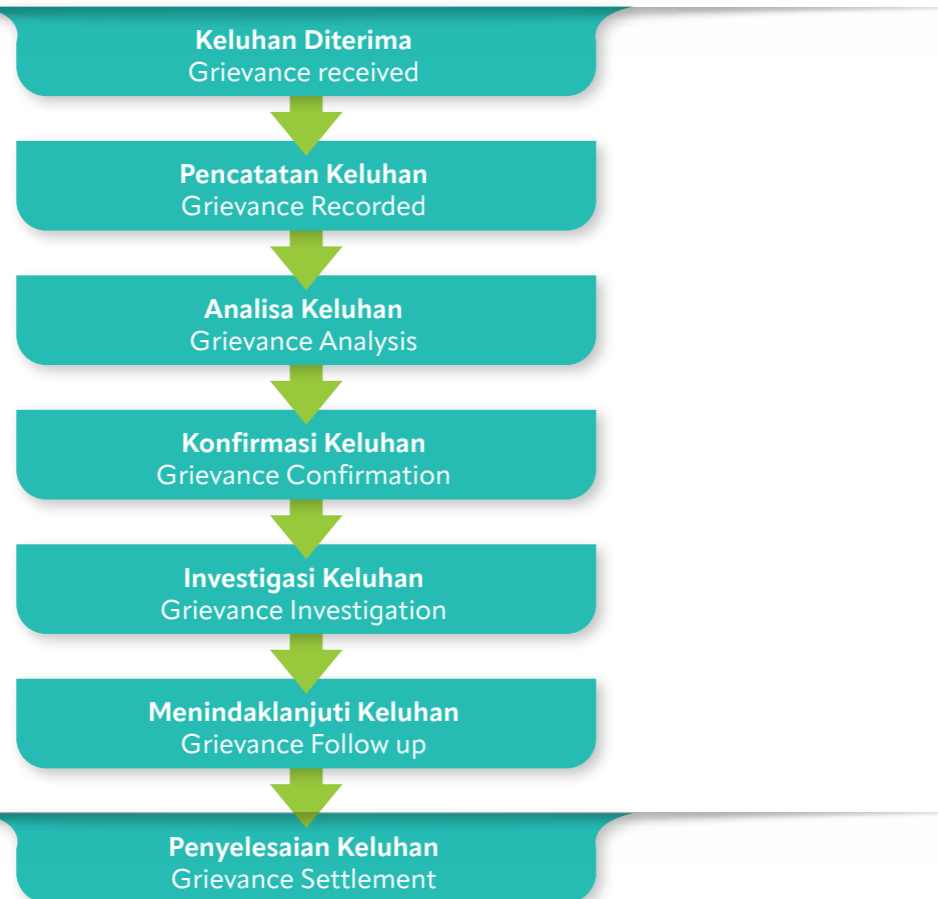 Keluhan Diterima
Grievance received
Pencatatan Keluhan
Grievance Recorded
Analisa Keluhan
Grievance Analysis
Konfirmasi Keluhan
Grievance Confirmation
Investigasi Keluhan
Grievance Investigation
Menindaklanjuti Keluhan
Grievance Follow up
Penyelesaian Keluhan
Grievance Settlement